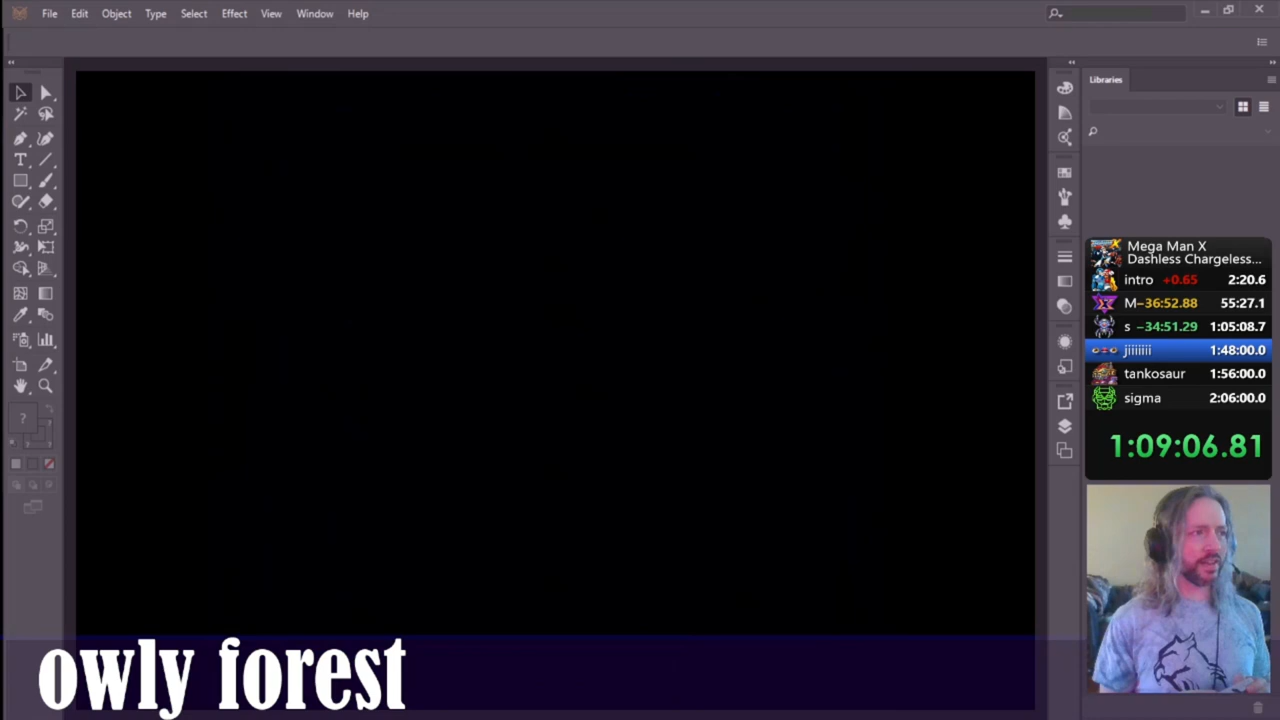 File Edit Object Type Select Effect View Window Help
Libraries
Mega Man X
Dashless Chargeless...
intro +0.65 2:20.6
M−36:52.88 55:27.1
s −34:51.29 1:05:08.7
jiiiiiii 1:48:00.0
tankosaur 1:56:00.0
sigma 2:06:00.0
1:09:06.81
?
owly forest